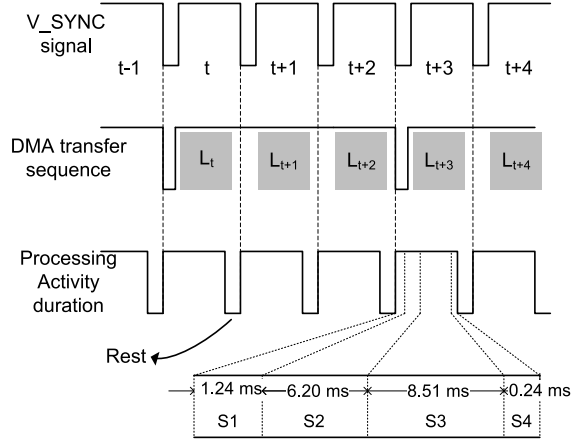 V_SYNC
signal
t-1 t t+1 t+2 t+3 t+4
DMA transfer
sequence
Lt Lt+1 Lt+2 Lt+3 Lt+4
Processing
Activity
duration
Rest
1.24 ms 6.20 ms 8.51 ms 0.24 ms
S1 S2 S3 S4